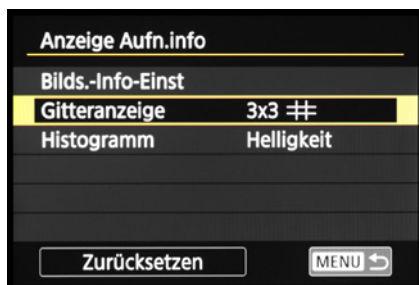 Anzeige Aufn.info
Bilds.-Info-Einst
Gitteranzeige 3x3
Histogramm Helligkeit
Zurücksetzen MENU